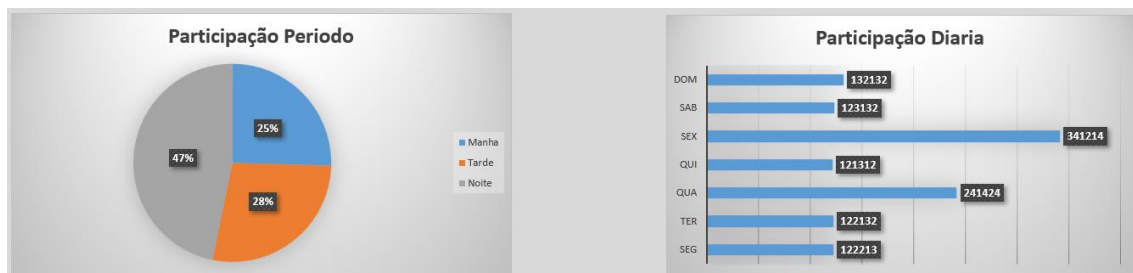 Participação Periodo
25%
47%
28%
Manha
Tarde
Noite
Participação Diaria
DOM 132132
SAB 123132
SEX 341214
QUI 121312
QUA 241424
TER 122132
SEG 122213